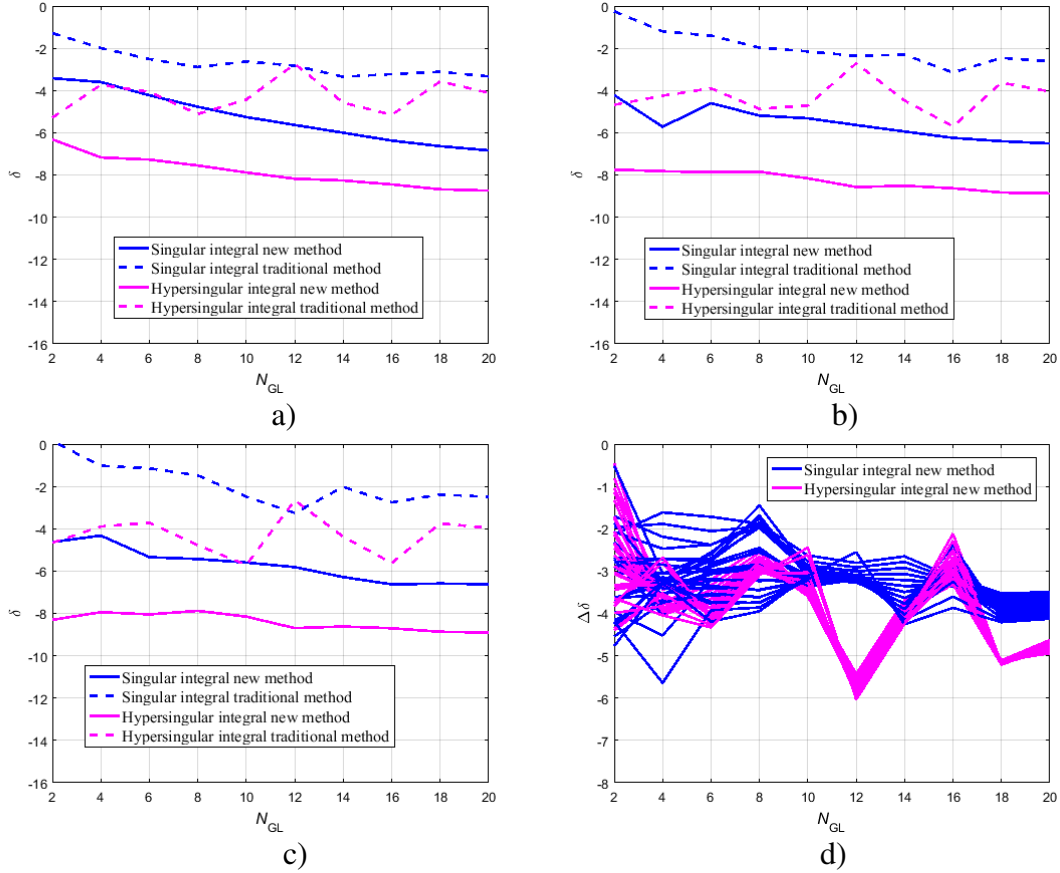 0
-2
-4
-6
-8
-10
-12
-14
-16
δ
2 4 6 8 10 12 14 16 18 20
N_GL
Singular integral new method
Singular integral traditional method
Hypersingular integral new method
Hypersingular integral traditional method
a)
0
-2
-4
-6
-8
-10
-12
-14
-16
δ
2 4 6 8 10 12 14 16 18 20
N_GL
Singular integral new method
Singular integral traditional method
Hypersingular integral new method
Hypersingular integral traditional method
b)
0
-2
-4
-6
-8
-10
-12
-14
-16
δ
2 4 6 8 10 12 14 16 18 20
N_GL
Singular integral new method
Singular integral traditional method
Hypersingular integral new method
Hypersingular integral traditional method
c)
0
-1
-2
-3
-4
-5
-6
-7
-8
Δδ
2 4 6 8 10 12 14 16 18 20
N_GL
Singular integral new method
Hypersingular integral new method
d)